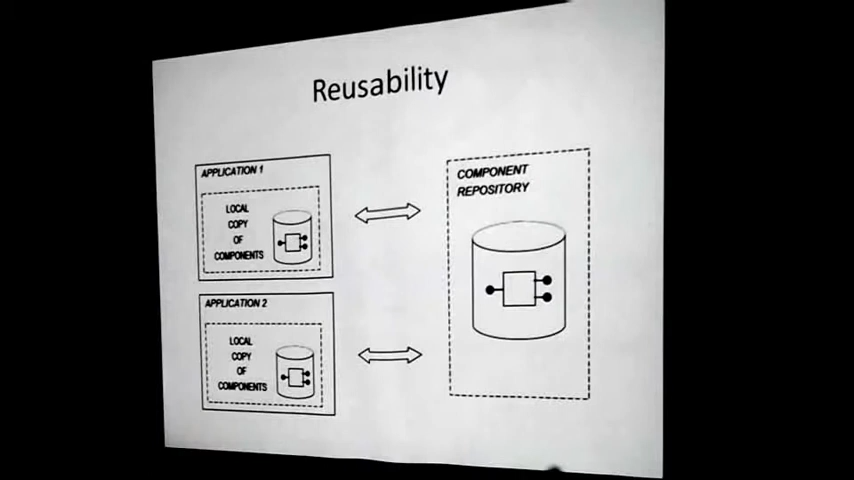 Reusability
APPLICATION 1
LOCAL
COPY
OF
COMPONENTS
COMPONENT
REPOSITORY
APPLICATION 2
LOCAL
COPY
OF
COMPONENTS